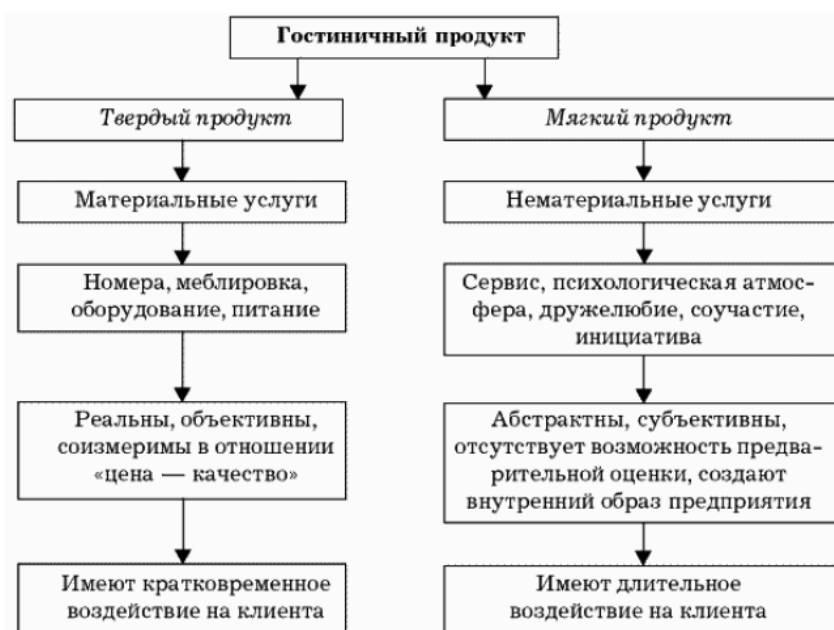 Гостиничный продукт
Твердый продукт
Мягкий продукт
Материальные услуги
Нематериальные услуги
Номера, меблировка,
оборудование, питание
Сервис, психологическая атмос-
фера, дружелюбие, соучастие,
инициатива
Реальны, объективны,
соизмеримы в отношении
«цена — качество»
Абстрактны, субъективны,
отсутствует возможность предва-
рительной оценки, создают
внутренний образ предприятия
Имеют кратковременное
воздействие на клиента
Имеют длительное
воздействие на клиента